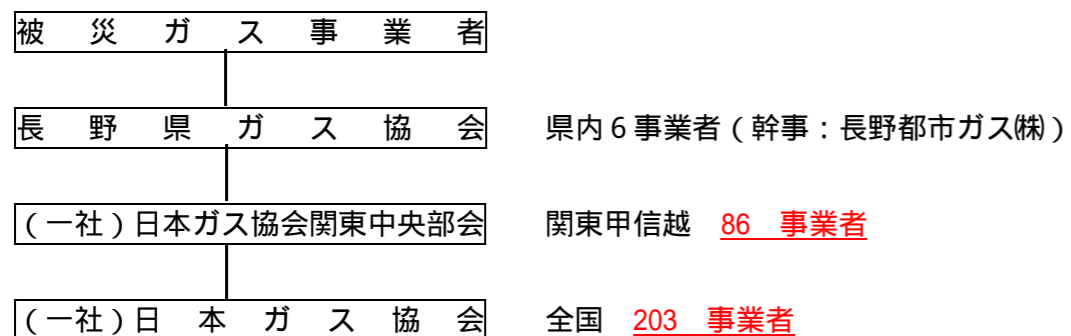 被災ガス事業者
長野県ガス協会 県内6事業者(幹事:長野都市ガス㈱)
(一社)日本ガス協会関東中央部会 関東甲信越 86 事業者
(一社)日本ガス協会 全国 203 事業者